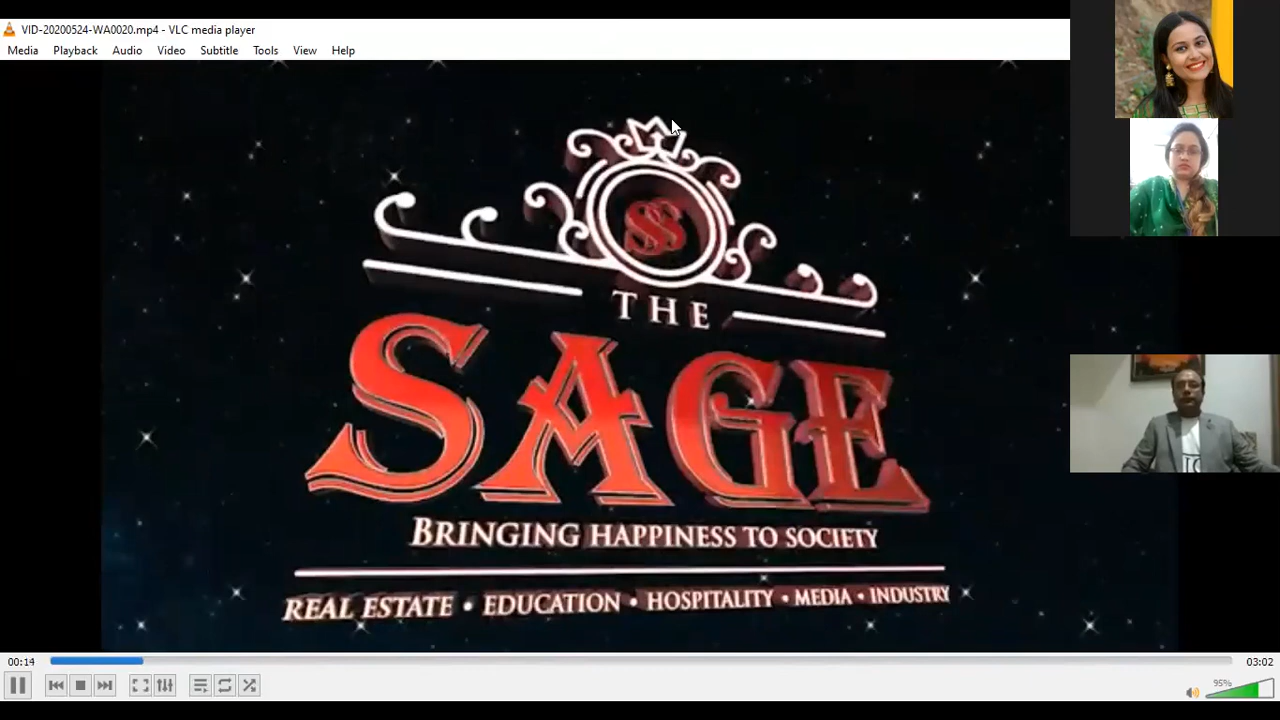 VID-20200524-WA0020.mp4 - VLC media player
Media Playback Audio Video Subtitle Tools View Help
THE
SAGE
BRINGING HAPPINESS TO SOCIETY
REAL ESTATE • EDUCATION • HOSPITALITY • MEDIA • INDUSTRY
00:14
03:02
95%